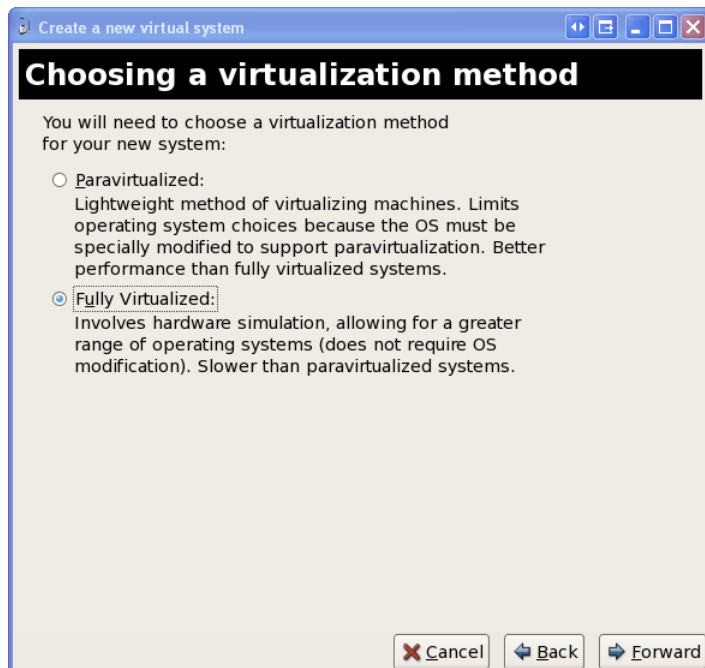 Create a new virtual system
Choosing a virtualization method
You will need to choose a virtualization method
for your new system:
Paravirtualized:
Lightweight method of virtualizing machines. Limits
operating system choices because the OS must be
specially modified to support paravirtualization. Better
performance than fully virtualized systems.
Fully Virtualized:
Involves hardware simulation, allowing for a greater
range of operating systems (does not require OS
modification). Slower than paravirtualized systems.
Cancel
Back
Forward